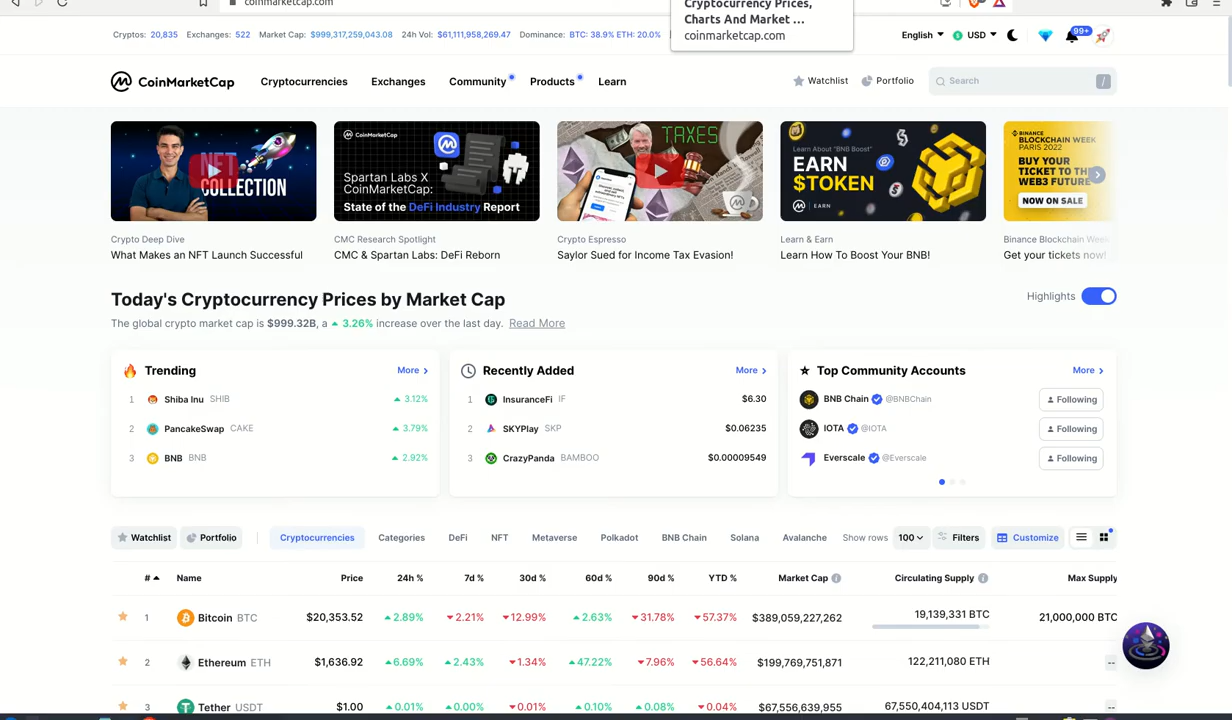 coinmarketcap.com
Cryptocurrency Prices,
Charts And Market ...
coinmarketcap.com
Cryptos: 20,835 Exchanges: 522 Market Cap: $999,317,259,043.08 24h Vol: $61,111,958,269.47 Dominance: BTC: 38.9% ETH: 20.0%
English USD 99+
CoinMarketCap Cryptocurrencies Exchanges Community Products Learn Watchlist Portfolio Search /
NFT
COLLECTION
CoinMarketCap
Spartan Labs X
CoinMarketCap:
State of the DeFi Industry Report
TAXES
Learn About "BNB Boost"
EARN
$TOKEN
EARN
BINANCE
BLOCKCHAIN WEEK
PARIS 2022
BUY YOUR
TICKET TO THE
WEB3 FUTURE
NOW ON SALE
Crypto Deep Dive
What Makes an NFT Launch Successful
CMC Research Spotlight
CMC & Spartan Labs: DeFi Reborn
Crypto Espresso
Saylor Sued for Income Tax Evasion!
Learn & Earn
Learn How To Boost Your BNB!
Binance Blockchain Week
Get your tickets now!
Today's Cryptocurrency Prices by Market Cap
Highlights
The global crypto market cap is $999.32B, a 3.26% increase over the last day. Read More
Trending More
1 Shiba Inu SHIB 3.12%
2 PancakeSwap CAKE 3.79%
3 BNB BNB 2.92%
Recently Added More
1 InsuranceFi IF $6.30
2 SKYPlay SKP $0.06235
3 CrazyPanda BAMBOO $0.00009549
Top Community Accounts More
BNB Chain @BNBChain Following
IOTA @IOTA Following
Everscale @Everscale Following
Watchlist Portfolio Cryptocurrencies Categories DeFi NFT Metaverse Polkadot BNB Chain Solana Avalanche Show rows 100 Filters Customize
# Name Price 24h % 7d % 30d % 60d % 90d % YTD % Market Cap Circulating Supply Max Supply
1 Bitcoin BTC $20,353.52 2.89% 2.21% 12.99% 2.63% 31.78% 57.37% $389,059,227,262 19,139,331 BTC 21,000,000 BTC
2 Ethereum ETH $1,636.92 6.69% 2.43% 1.34% 47.22% 7.96% 56.64% $199,769,751,871 122,211,080 ETH --
3 Tether USDT $1.00 0.01% 0.00% 0.01% 0.10% 0.08% 0.04% $67,556,639,955 67,550,404,113 USDT --